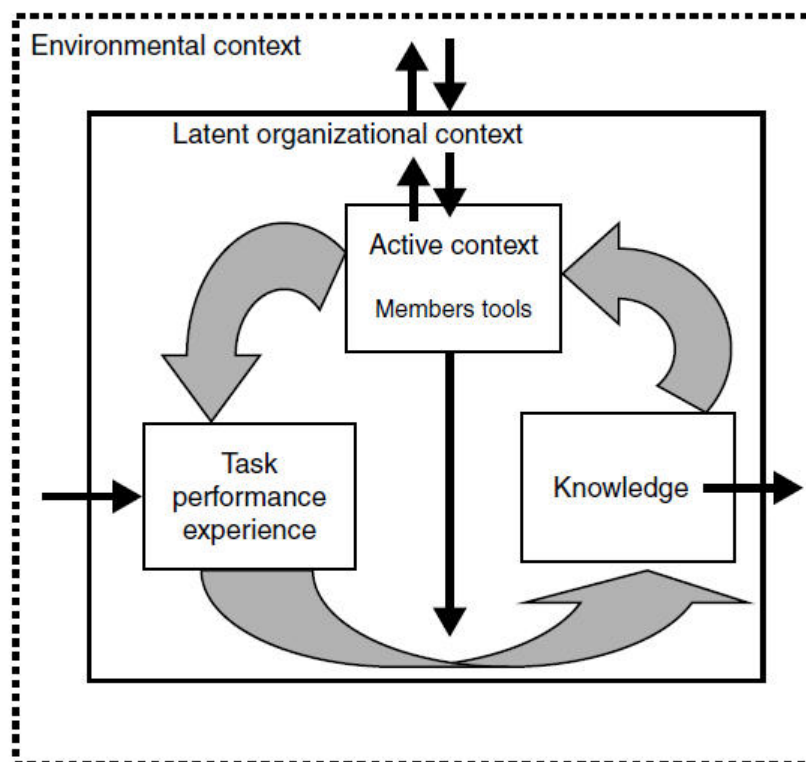 Environmental context
Latent organizational context
Active context
Members tools
Task
performance
experience
Knowledge